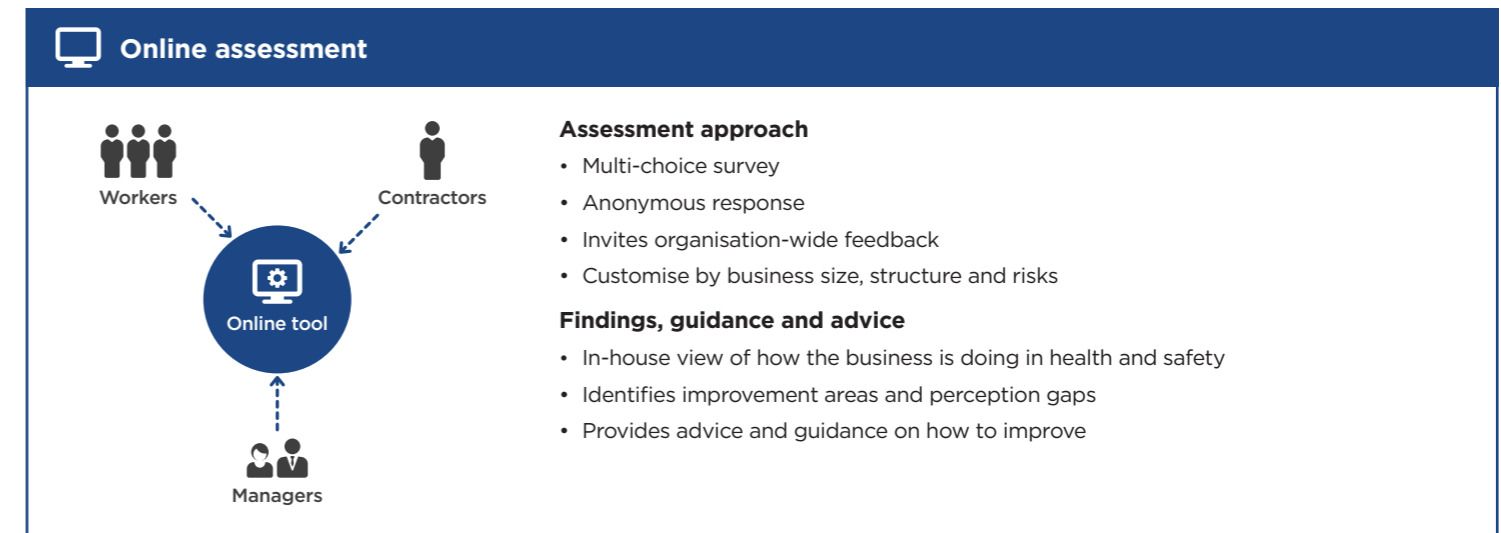 Online assessment
Workers
Contractors
Online tool
Managers
Assessment approach
• Multi-choice survey
• Anonymous response
• Invites organisation-wide feedback
• Customise by business size, structure and risks
Findings, guidance and advice
• In-house view of how the business is doing in health and safety
• Identifies improvement areas and perception gaps
• Provides advice and guidance on how to improve